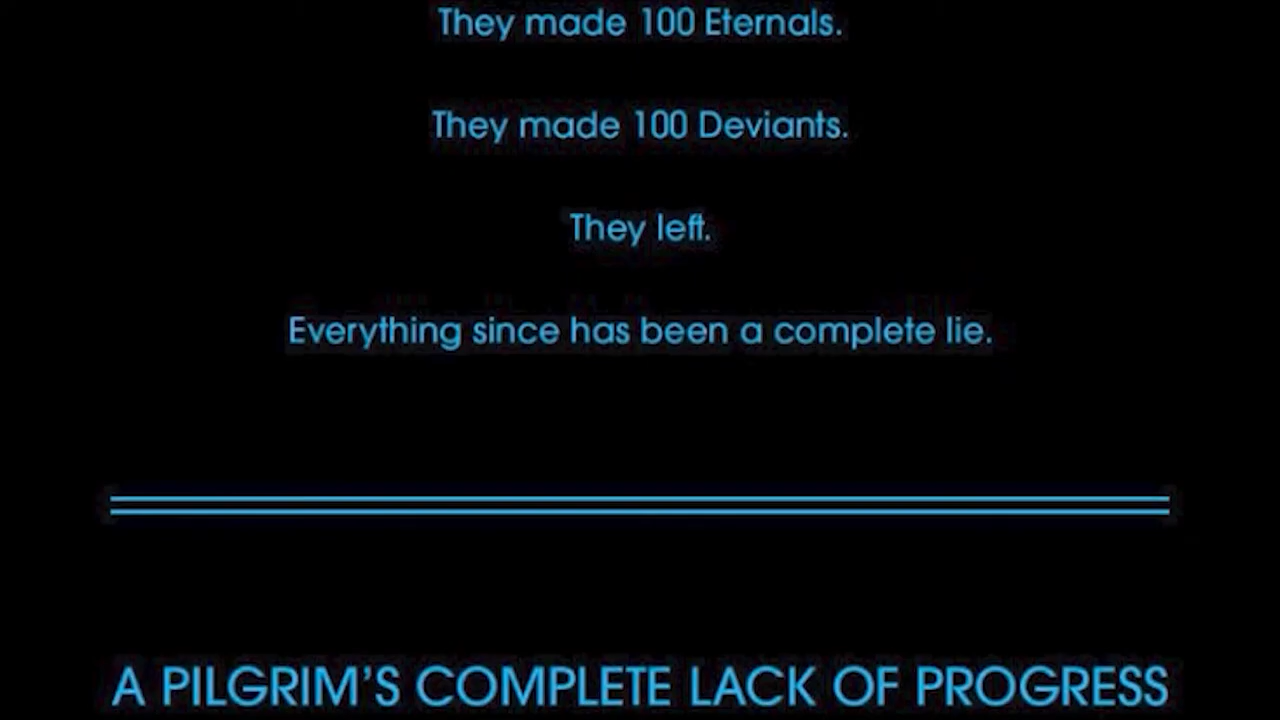 They made 100 Eternals.
They made 100 Deviants.
They left.
Everything since has been a complete lie.
A PILGRIM'S COMPLETE LACK OF PROGRESS